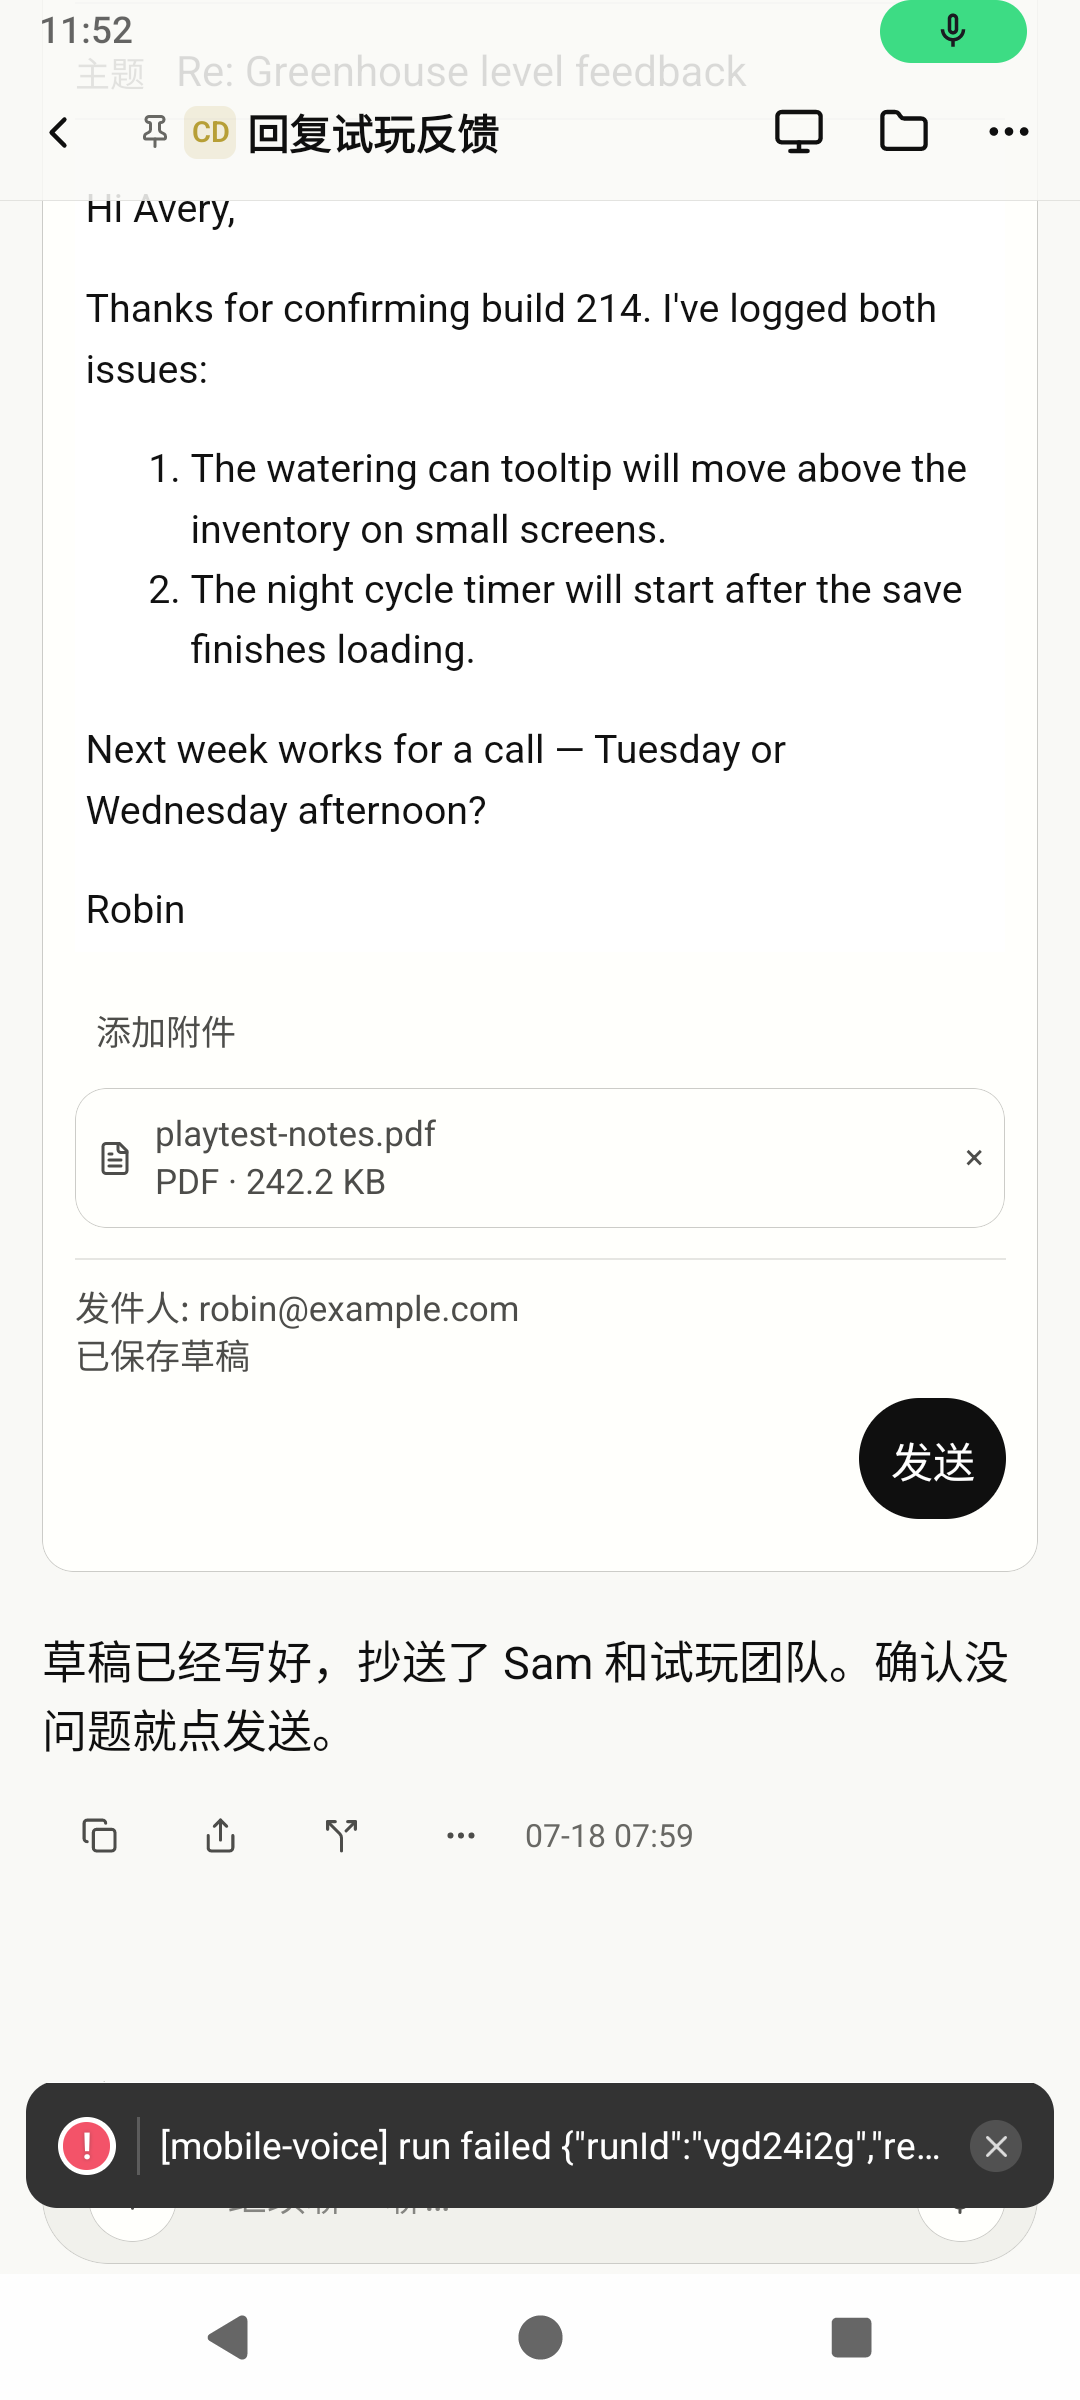 11:52
主题 Re: Greenhouse level feedback
CD 回复试玩反馈
Hi Avery,
Thanks for confirming build 214. I've logged both
issues:
1. The watering can tooltip will move above the
inventory on small screens.
2. The night cycle timer will start after the save
finishes loading.
Next week works for a call — Tuesday or
Wednesday afternoon?
Robin
添加附件
playtest-notes.pdf
PDF · 242.2 KB
×
发件人: robin@example.com
已保存草稿
发送
草稿已经写好，抄送了 Sam 和试玩团队。确认没
问题就点发送。
07-18 07:59
[mobile-voice] run failed {"runId":"vgd24i2g","re...